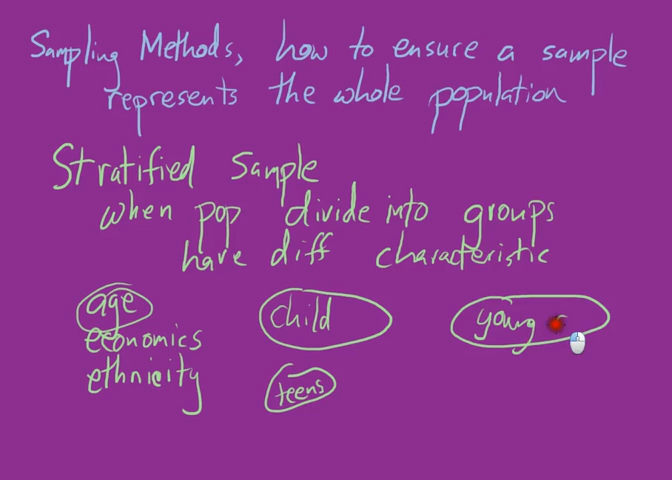 Sampling Methods, how to ensure a sample
represents the whole population
Stratified Sample
when pop divide into groups
have diff characteristic
age
child
young
economics
ethnicity
teens